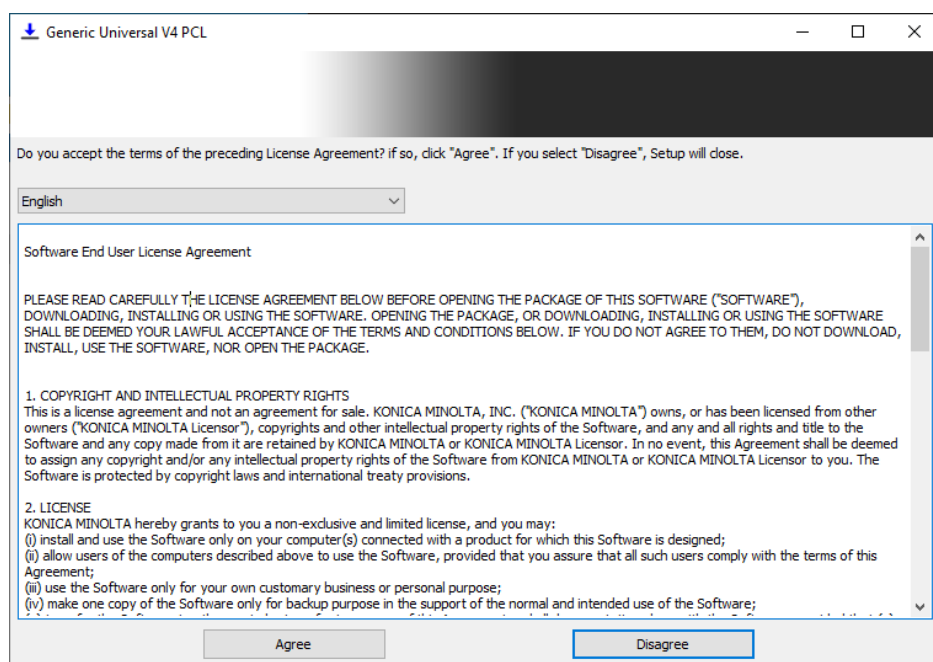 Generic Universal V4 PCL
Do you accept the terms of the preceding License Agreement? if so, click "Agree". If you select "Disagree", Setup will close.
English
Software End User License Agreement
PLEASE READ CAREFULLY THE LICENSE AGREEMENT BELOW BEFORE OPENING THE PACKAGE OF THIS SOFTWARE ("SOFTWARE"),
DOWNLOADING, INSTALLING OR USING THE SOFTWARE. OPENING THE PACKAGE, OR DOWNLOADING, INSTALLING OR USING THE SOFTWARE
SHALL BE DEEMED YOUR LAWFUL ACCEPTANCE OF THE TERMS AND CONDITIONS BELOW. IF YOU DO NOT AGREE TO THEM, DO NOT DOWNLOAD,
INSTALL, USE THE SOFTWARE, NOR OPEN THE PACKAGE.
1. COPYRIGHT AND INTELLECTUAL PROPERTY RIGHTS
This is a license agreement and not an agreement for sale. KONICA MINOLTA, INC. ("KONICA MINOLTA") owns, or has been licensed from other
owners ("KONICA MINOLTA Licensor"), copyrights and other intellectual property rights of the Software, and any and all rights and title to the
Software and any copy made from it are retained by KONICA MINOLTA or KONICA MINOLTA Licensor. In no event, this Agreement shall be deemed
to assign any copyright and/or any intellectual property rights of the Software from KONICA MINOLTA or KONICA MINOLTA Licensor to you. The
Software is protected by copyright laws and international treaty provisions.
2. LICENSE
KONICA MINOLTA hereby grants to you a non-exclusive and limited license, and you may:
(i) install and use the Software only on your computer(s) connected with a product for which this Software is designed;
(ii) allow users of the computers described above to use the Software, provided that you assure that all such users comply with the terms of this
Agreement;
(iii) use the Software only for your own customary business or personal purpose;
(iv) make one copy of the Software only for backup purpose in the support of the normal and intended use of the Software;
Agree
Disagree